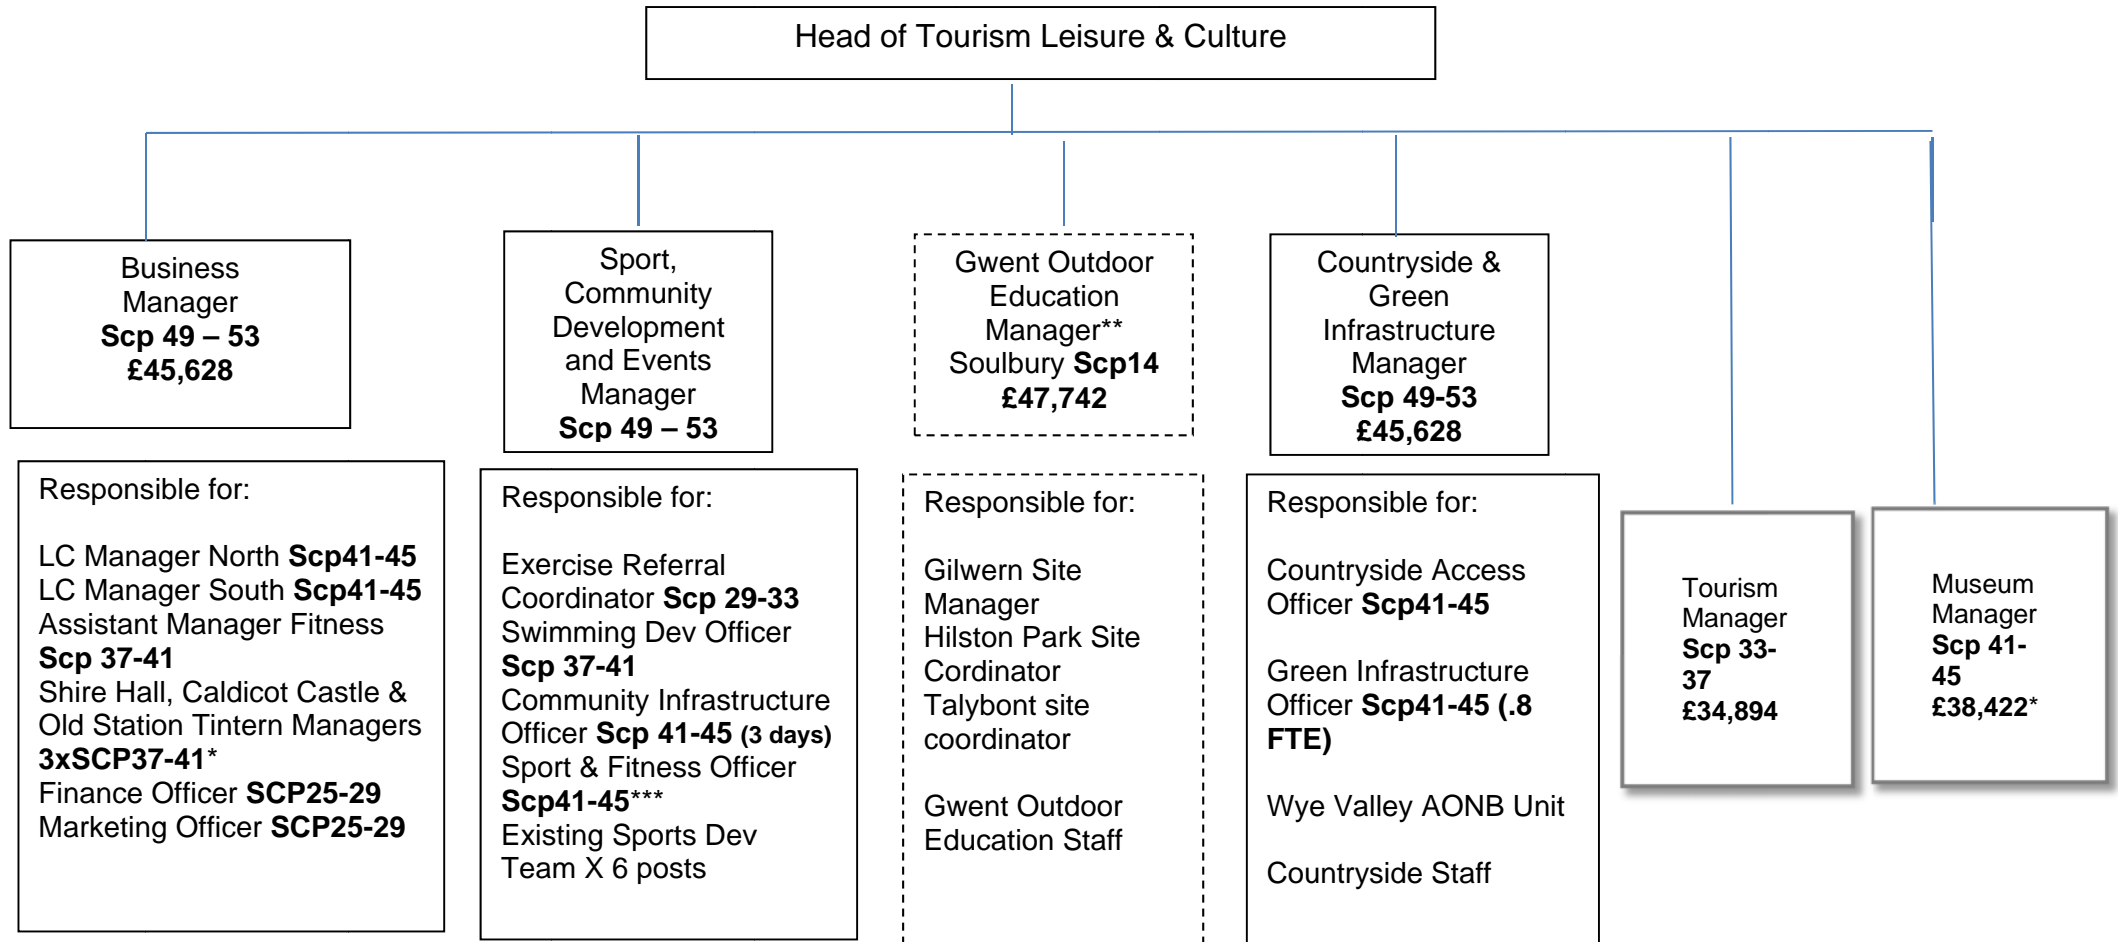 Head of Tourism Leisure & Culture
Business
Manager
Scp 49 – 53
£45,628
Sport,
Community
Development
and Events
Manager
Scp 49 – 53
Gwent Outdoor
Education
Manager**
Soulbury Scp14
£47,742
Countryside &
Green
Infrastructure
Manager
Scp 49-53
£45,628
Responsible for:
LC Manager North Scp41-45
LC Manager South Scp41-45
Assistant Manager Fitness
Scp 37-41
Shire Hall, Caldicot Castle &
Old Station Tintern Managers
3xSCP37-41*
Finance Officer SCP25-29
Marketing Officer SCP25-29
Responsible for:
Exercise Referral
Coordinator Scp 29-33
Swimming Dev Officer
Scp 37-41
Community Infrastructure
Officer Scp 41-45 (3 days)
Sport & Fitness Officer
Scp41-45***
Existing Sports Dev
Team X 6 posts
Responsible for:
Gilwern Site
Manager
Hilston Park Site
Cordinator
Talybont site
coordinator
Gwent Outdoor
Education Staff
Responsible for:
Countryside Access
Officer Scp41-45
Green Infrastructure
Officer Scp41-45 (.8
FTE)
Wye Valley AONB Unit
Countryside Staff
Tourism
Manager
Scp 33-
37
£34,894
Museum
Manager
Scp 41-
45
£38,422*